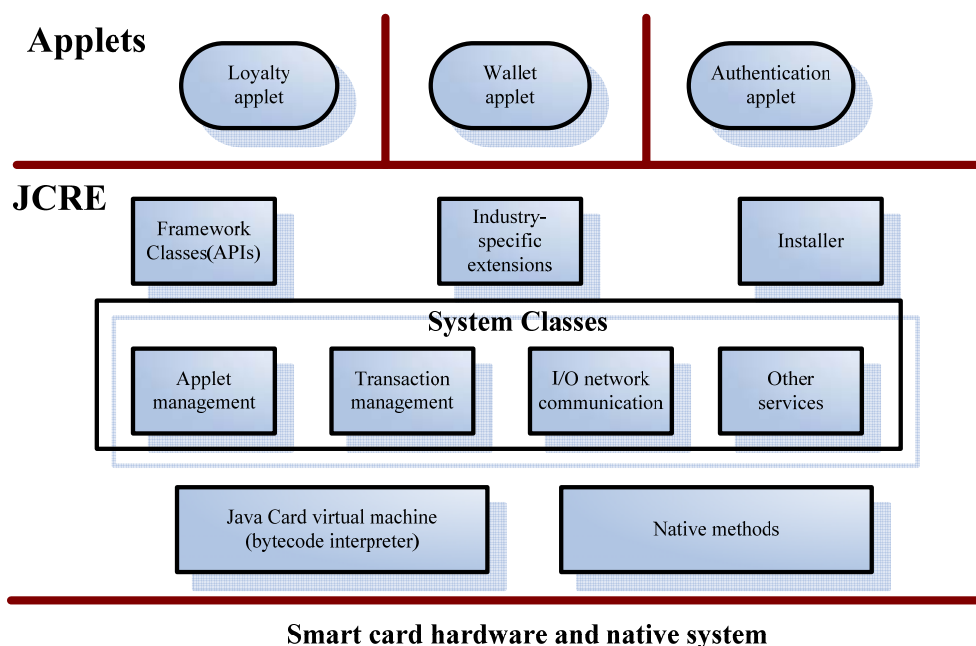 Applets
Loyalty
applet
Wallet
applet
Authentication
applet
JCRE
Framework
Classes(APIs)
Industry-
specific
extensions
Installer
System Classes
Applet
management
Transaction
management
I/O network
communication
Other
services
Java Card virtual machine
(bytecode interpreter)
Native methods
Smart card hardware and native system